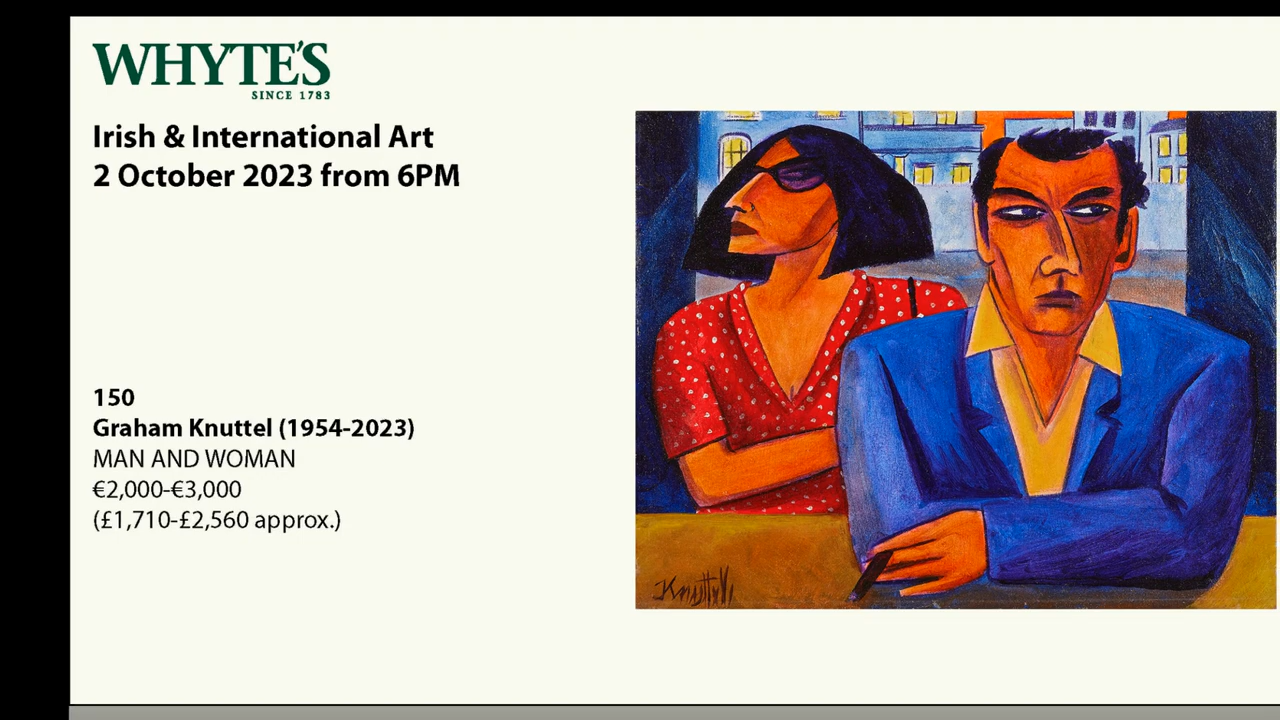 WHYTE'S
SINCE 1783
Irish & International Art
2 October 2023 from 6PM
150
Graham Knuttel (1954-2023)
MAN AND WOMAN
€2,000-€3,000
(£1,710-£2,560 approx.)
Knuttel